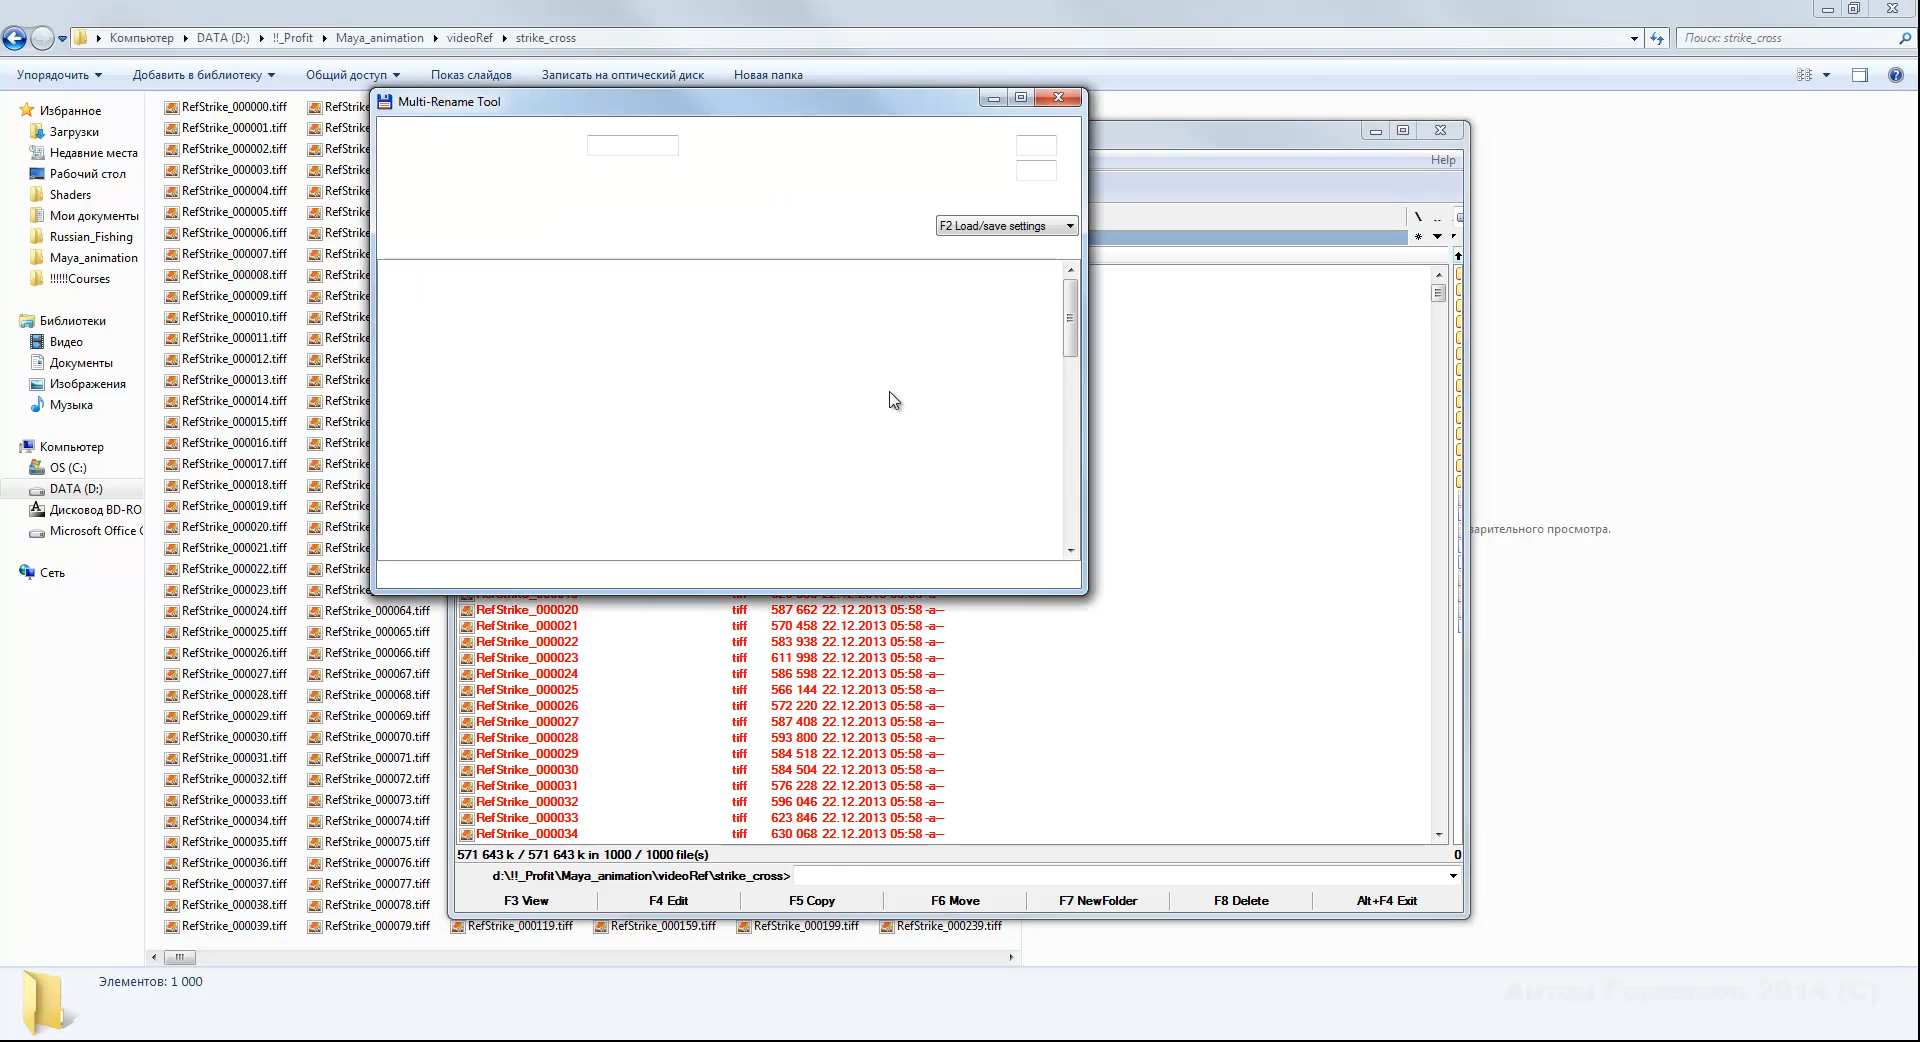 Компьютер ▸ DATA (D:) ▸ !!_Profit ▸ Maya_animation ▸ videoRef ▸ strike_cross
Поиск: strike_cross
Упорядочить Добавить в библиотеку Общий доступ Показ слайдов Записать на оптический диск Новая папка
Избранное
Загрузки
Недавние места
Рабочий стол
Shaders
Мои документы
Russian_Fishing
Maya_animation
!!!!!!Courses
Библиотеки
Видео
Документы
Изображения
Музыка
Компьютер
OS (C:)
DATA (D:)
Дисковод BD-RO
Microsoft Office
Сеть
RefStrike_000000.tiff
RefStrike_000001.tiff
RefStrike_000002.tiff
RefStrike_000003.tiff
RefStrike_000004.tiff
RefStrike_000005.tiff
RefStrike_000006.tiff
RefStrike_000007.tiff
RefStrike_000008.tiff
RefStrike_000009.tiff
RefStrike_000010.tiff
RefStrike_000011.tiff
RefStrike_000012.tiff
RefStrike_000013.tiff
RefStrike_000014.tiff
RefStrike_000015.tiff
RefStrike_000016.tiff
RefStrike_000017.tiff
RefStrike_000018.tiff
RefStrike_000019.tiff
RefStrike_000020.tiff
RefStrike_000021.tiff
RefStrike_000022.tiff
RefStrike_000023.tiff
RefStrike_000024.tiff
RefStrike_000025.tiff
RefStrike_000026.tiff
RefStrike_000027.tiff
RefStrike_000028.tiff
RefStrike_000029.tiff
RefStrike_000030.tiff
RefStrike_000031.tiff
RefStrike_000032.tiff
RefStrike_000033.tiff
RefStrike_000034.tiff
RefStrike_000035.tiff
RefStrike_000036.tiff
RefStrike_000037.tiff
RefStrike_000038.tiff
RefStrike_000039.tiff
RefStrike_000064.tiff
RefStrike_000065.tiff
RefStrike_000066.tiff
RefStrike_000067.tiff
RefStrike_000068.tiff
RefStrike_000069.tiff
RefStrike_000070.tiff
RefStrike_000071.tiff
RefStrike_000072.tiff
RefStrike_000073.tiff
RefStrike_000074.tiff
RefStrike_000075.tiff
RefStrike_000076.tiff
RefStrike_000077.tiff
RefStrike_000078.tiff
RefStrike_000079.tiff
RefStrike_000119.tiff
RefStrike_000159.tiff
RefStrike_000199.tiff
RefStrike_000239.tiff
Multi-Rename Tool
F2 Load/save settings
Help
варительного просмотра.
RefStrike_000020 tiff 587 662 22.12.2013 05:58 -a--
RefStrike_000021 tiff 570 458 22.12.2013 05:58 -a--
RefStrike_000022 tiff 583 938 22.12.2013 05:58 -a--
RefStrike_000023 tiff 611 998 22.12.2013 05:58 -a--
RefStrike_000024 tiff 586 598 22.12.2013 05:58 -a--
RefStrike_000025 tiff 566 144 22.12.2013 05:58 -a--
RefStrike_000026 tiff 572 220 22.12.2013 05:58 -a--
RefStrike_000027 tiff 587 408 22.12.2013 05:58 -a--
RefStrike_000028 tiff 593 800 22.12.2013 05:58 -a--
RefStrike_000029 tiff 584 518 22.12.2013 05:58 -a--
RefStrike_000030 tiff 584 504 22.12.2013 05:58 -a--
RefStrike_000031 tiff 576 228 22.12.2013 05:58 -a--
RefStrike_000032 tiff 596 046 22.12.2013 05:58 -a--
RefStrike_000033 tiff 623 846 22.12.2013 05:58 -a--
RefStrike_000034 tiff 630 068 22.12.2013 05:58 -a--
571 643 k / 571 643 k in 1000 / 1000 file(s)
0
d:\!!_Profit\Maya_animation\videoRef\strike_cross>
F3 View F4 Edit F5 Copy F6 Move F7 NewFolder F8 Delete Alt+F4 Exit
Элементов: 1 000